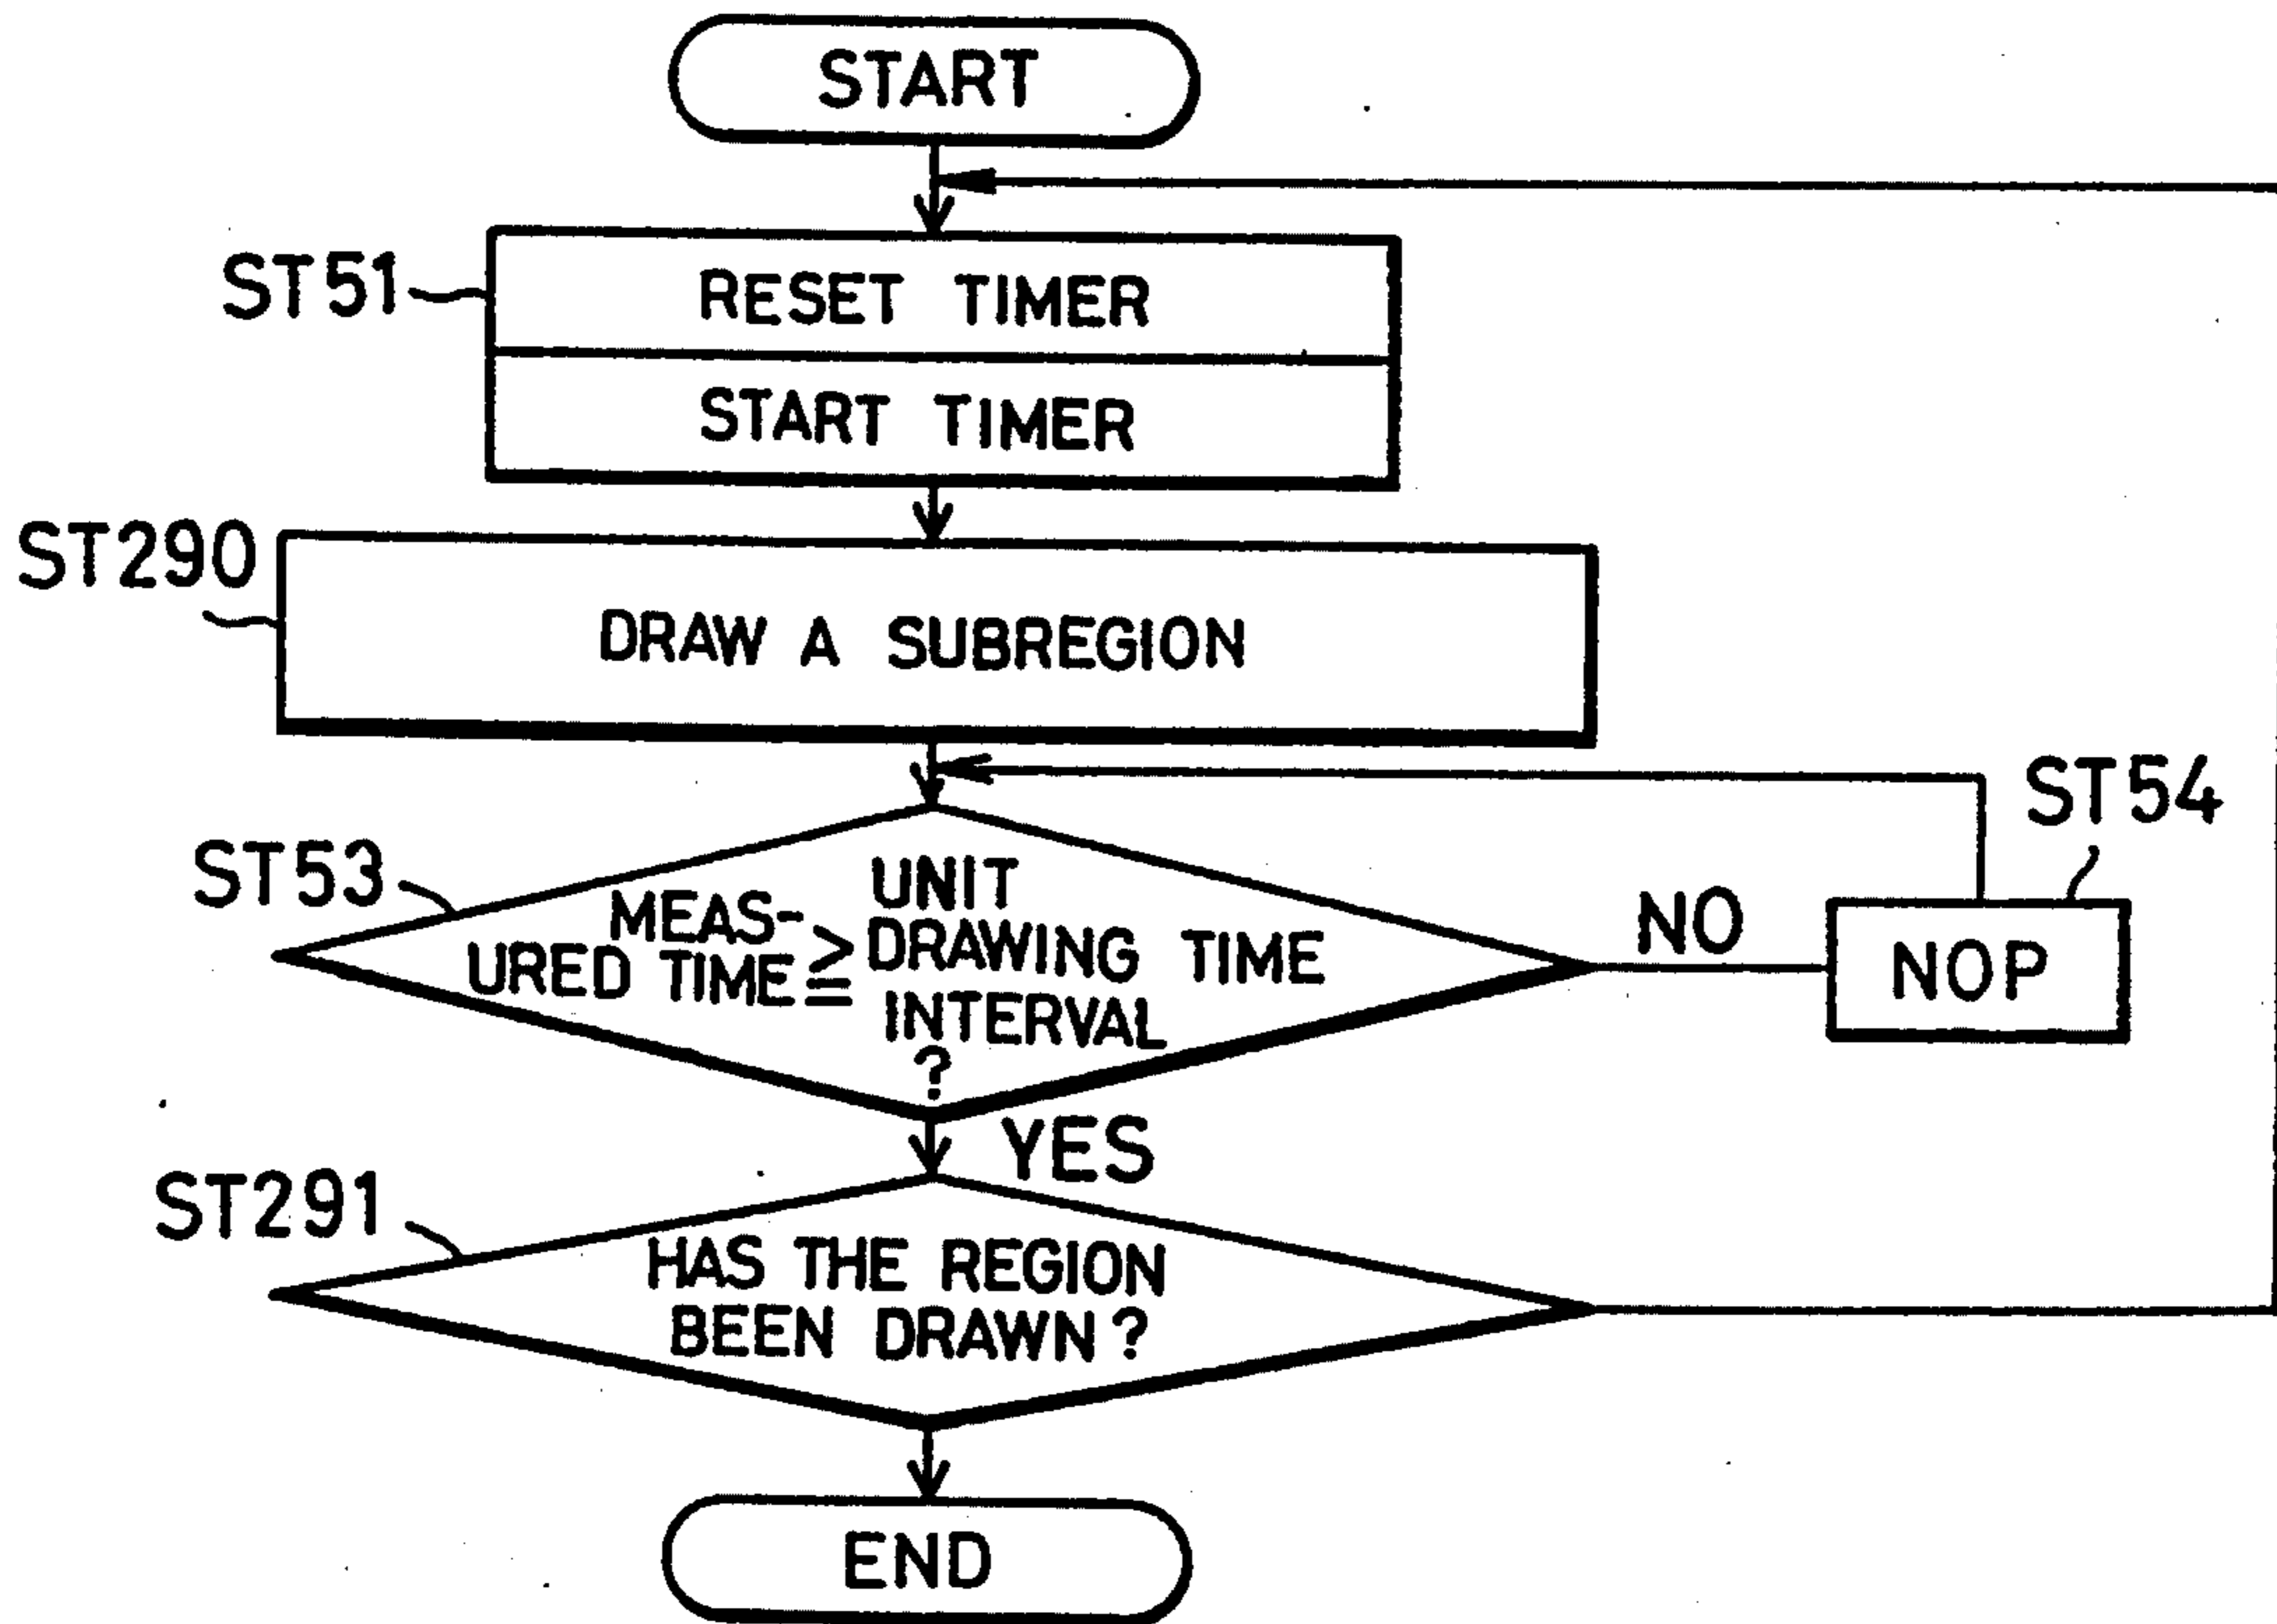 START
ST51
RESET TIMER
START TIMER
ST290
DRAW A SUBREGION
ST54
ST53
MEAS-
URED TIME ≧
UNIT
DRAWING TIME
INTERVAL
?
NO
NOP
YES
ST291
HAS THE REGION
BEEN DRAWN?
END